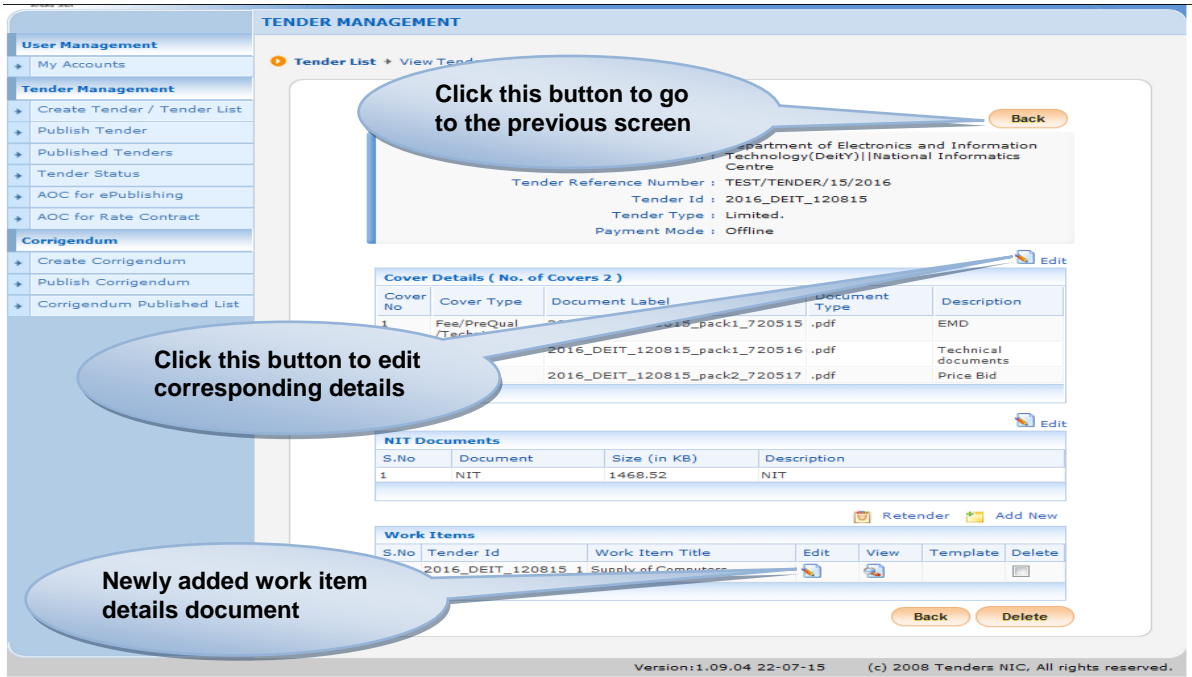 TENDER MANAGEMENT
User Management
My Accounts
Tender Management
Create Tender / Tender List
Publish Tender
Published Tenders
Tender Status
AOC for ePublishing
AOC for Rate Contract
Corrigendum
Create Corrigendum
Publish Corrigendum
Corrigendum Published List
Tender List View
Click this button to go
to the previous screen
Back
of Electronics and Information
Technology(DeitY)||National Informatics
Centre
Tender Reference Number : TEST/TENDER/15/2016
Tender Id : 2016_DEIT_120815
Tender Type : Limited.
Payment Mode : Offline
Edit
Cover Details ( No. of Covers 2 )
Cover No Cover Type Document Label Document Type Description
1 Fee/PreQual .pdf EMD
2016_DEIT_120815_pack1_720516 .pdf Technical documents
2016_DEIT_120815_pack2_720517 .pdf Price Bid
Click this button to edit
corresponding details
Edit
NIT Documents
S.No Document Size (in KB) Description
1 NIT 1468.52 NIT
Retender Add New
Work Items
S.No Tender Id Work Item Title Edit View Template Delete
2016_DEIT_120815_1 Supply of Computers
Newly added work item
details document
Back Delete
Version:1.09.04 22-07-15 (c) 2008 Tenders NIC, All rights reserved.